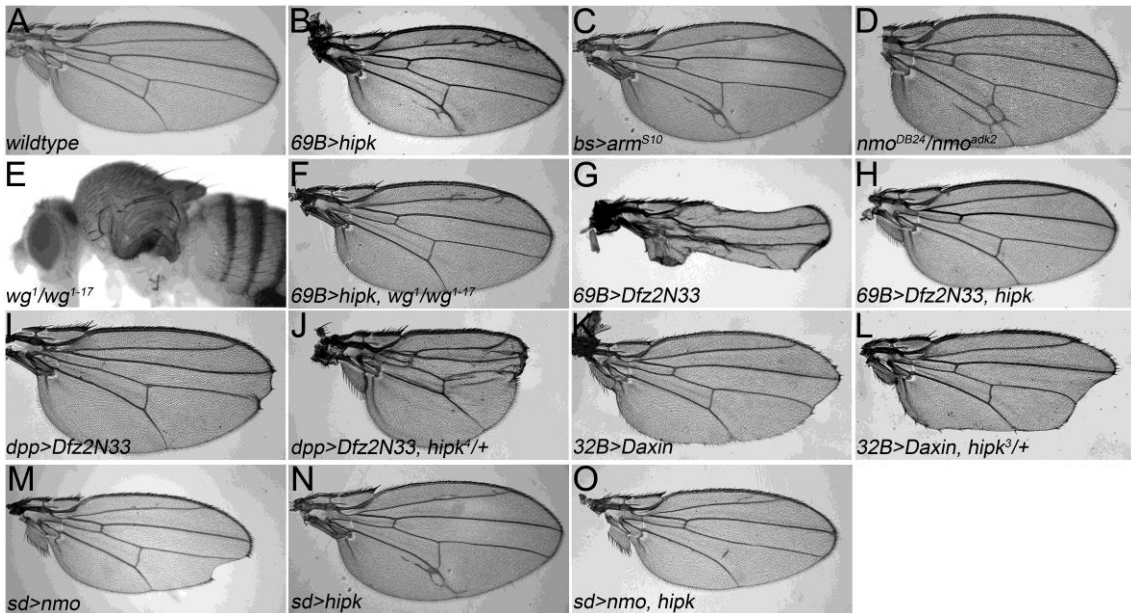 A
wildtype
B
69B>hipk
C
bs>arm^S10
D
nmo^DB24/nmo^adk2
E
wg^1/wg^1-17
F
69B>hipk, wg^1/wg^1-17
G
69B>Dfz2N33
H
69B>Dfz2N33, hipk
I
dpp>Dfz2N33
J
dpp>Dfz2N33, hipk^4/+
K
32B>Daxin
L
32B>Daxin, hipk^3/+
M
sd>nmo
N
sd>hipk
O
sd>nmo, hipk